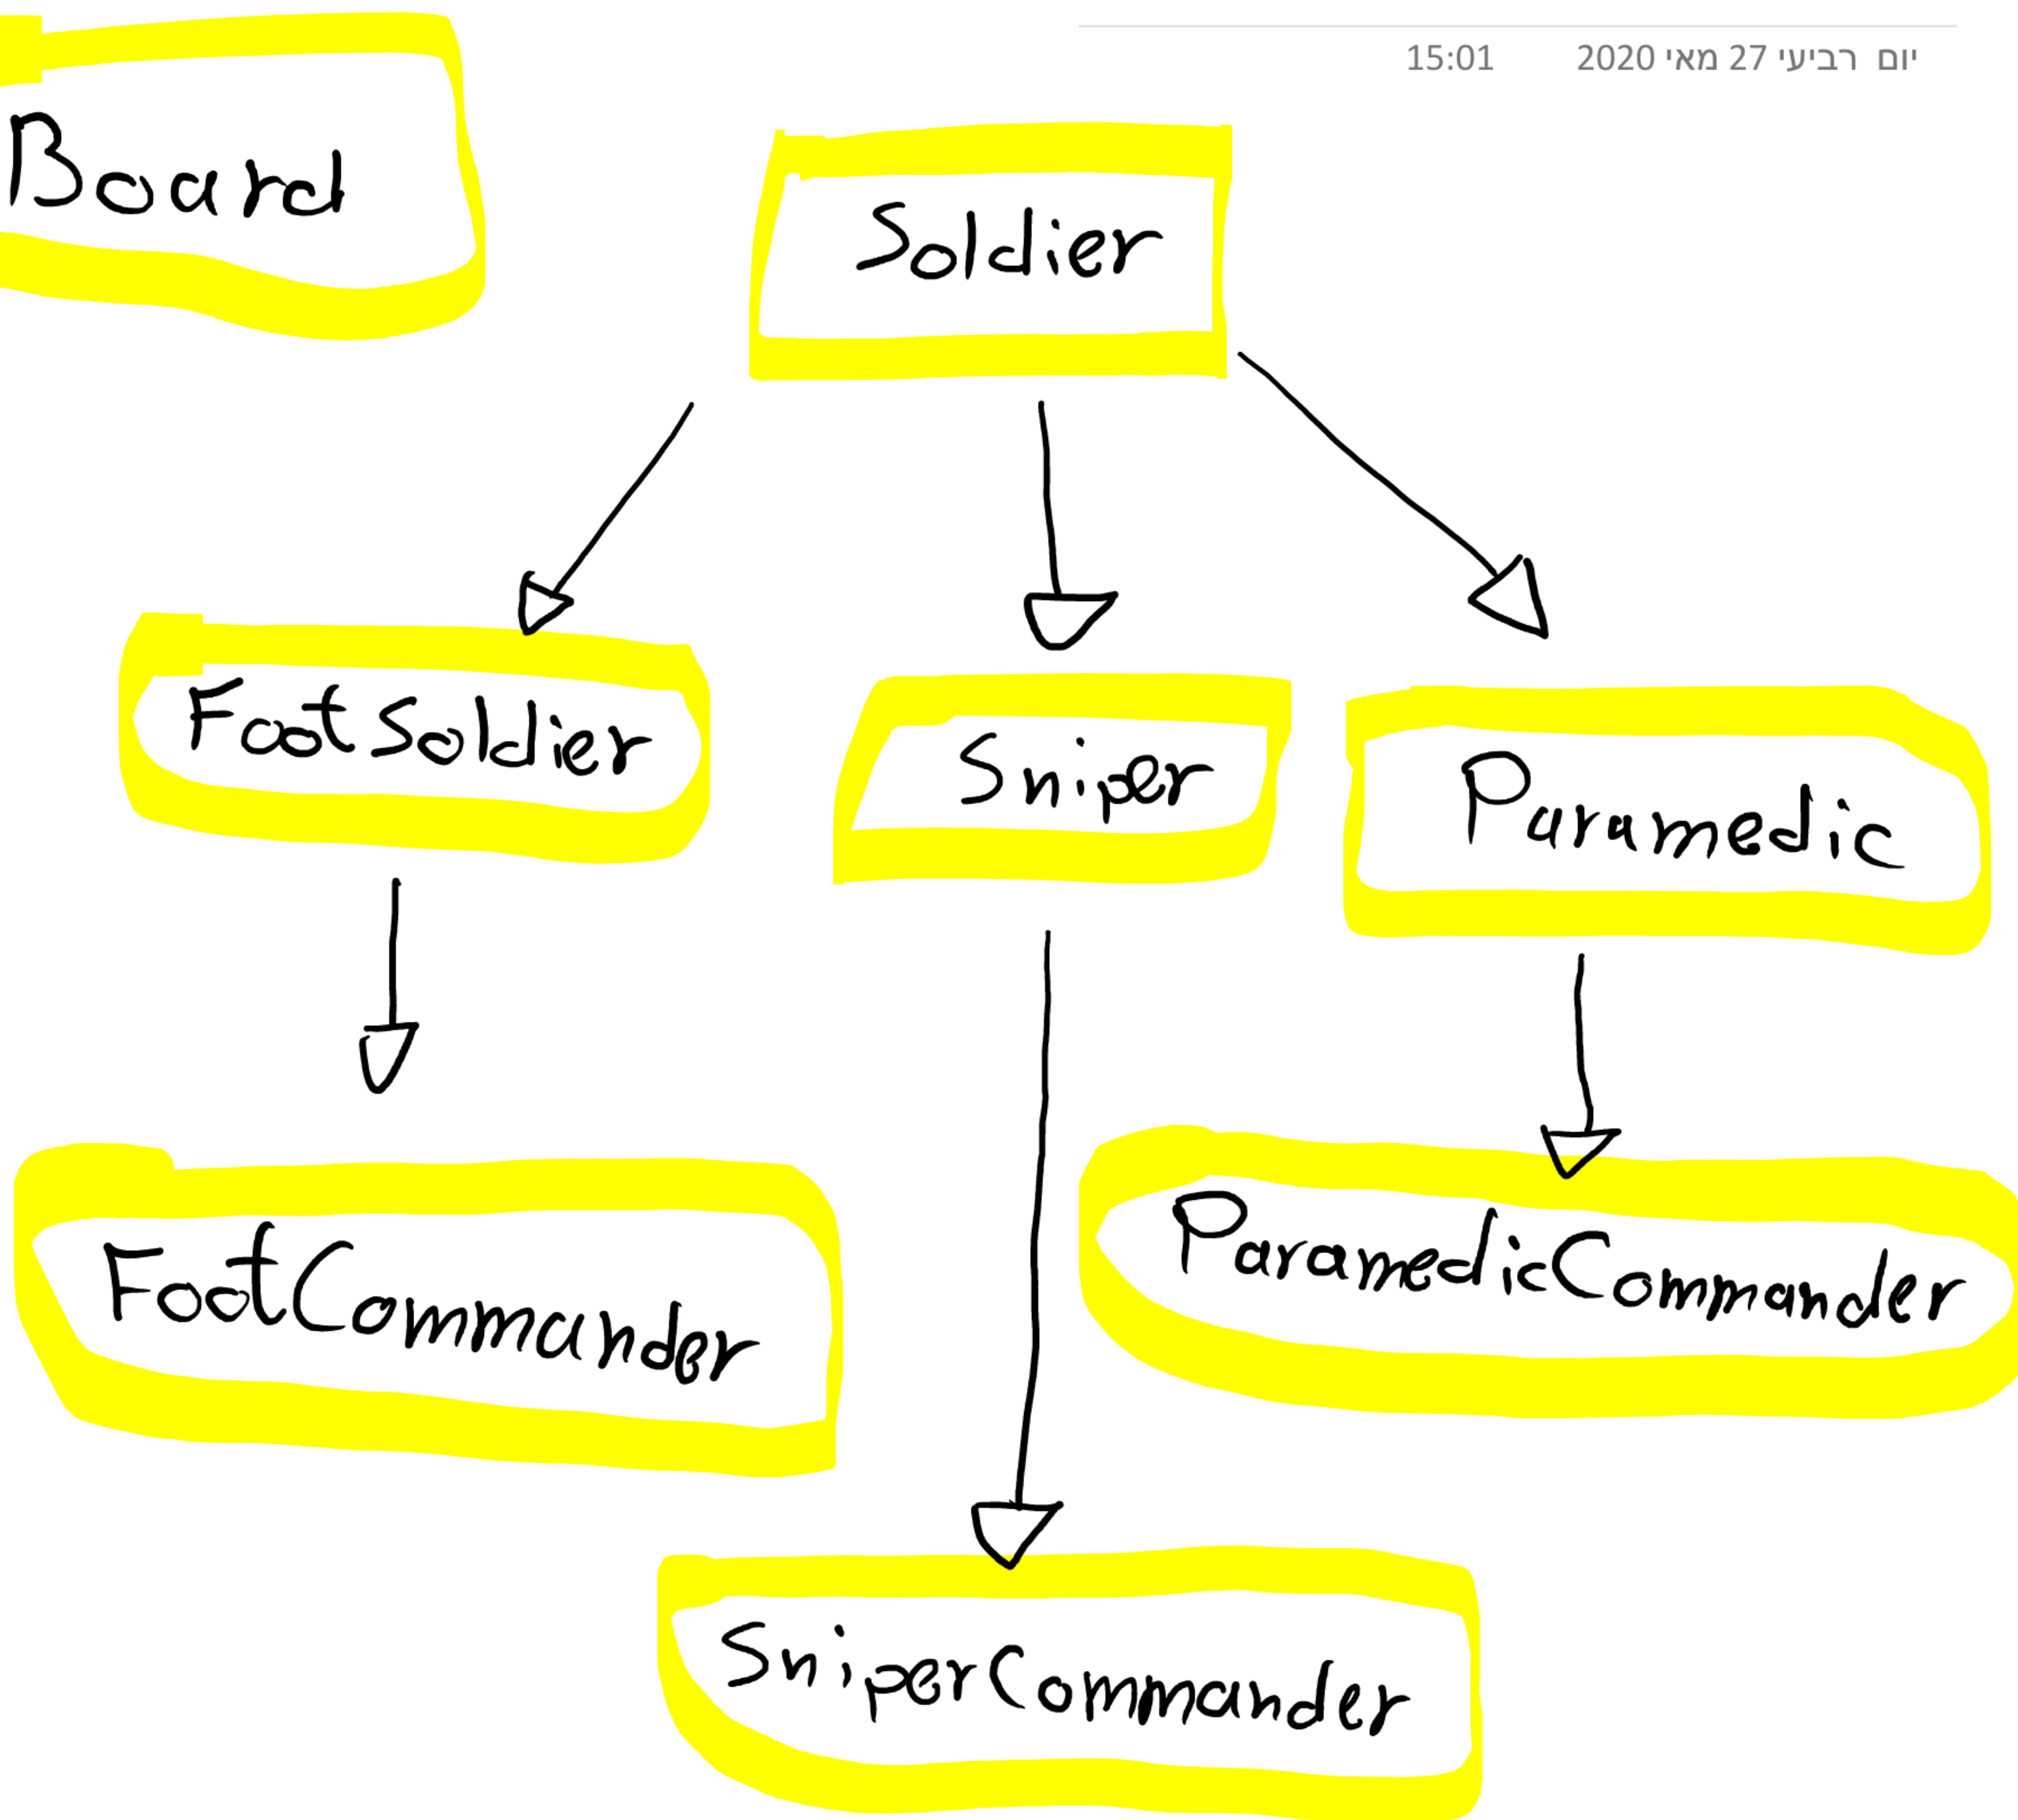 יום רביעי 27 מאי 2020 15:01
Board
Soldier
FootSoldier
Sniper
Paramedic
FootCommander
ParamedicCommander
SniperCommander